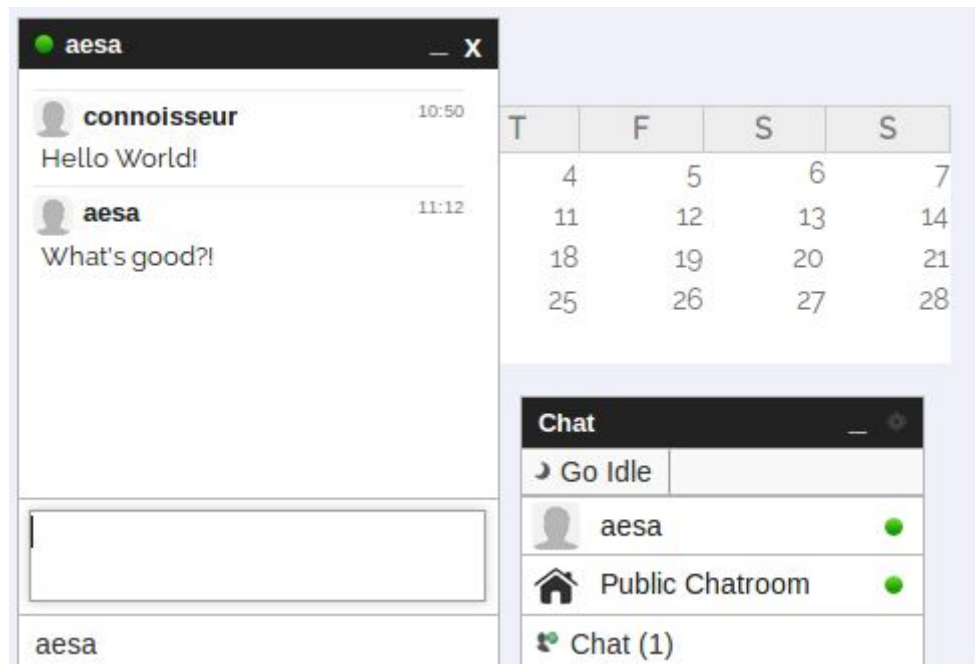 aesa _ x
connoisseur 10:50
Hello World!
aesa 11:12
What's good?!
aesa
T F S S
4 5 6 7
11 12 13 14
18 19 20 21
25 26 27 28
Chat _
Go Idle
aesa
Public Chatroom
Chat (1)